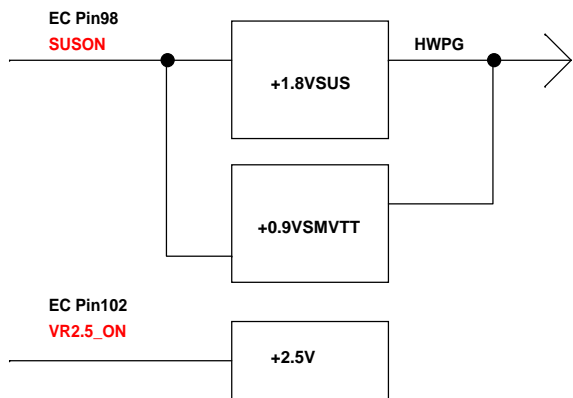 EC Pin98
SUSON
HWPG
+1.8VSUS
+0.9VSMVTT
EC Pin102
VR2.5_ON
+2.5V